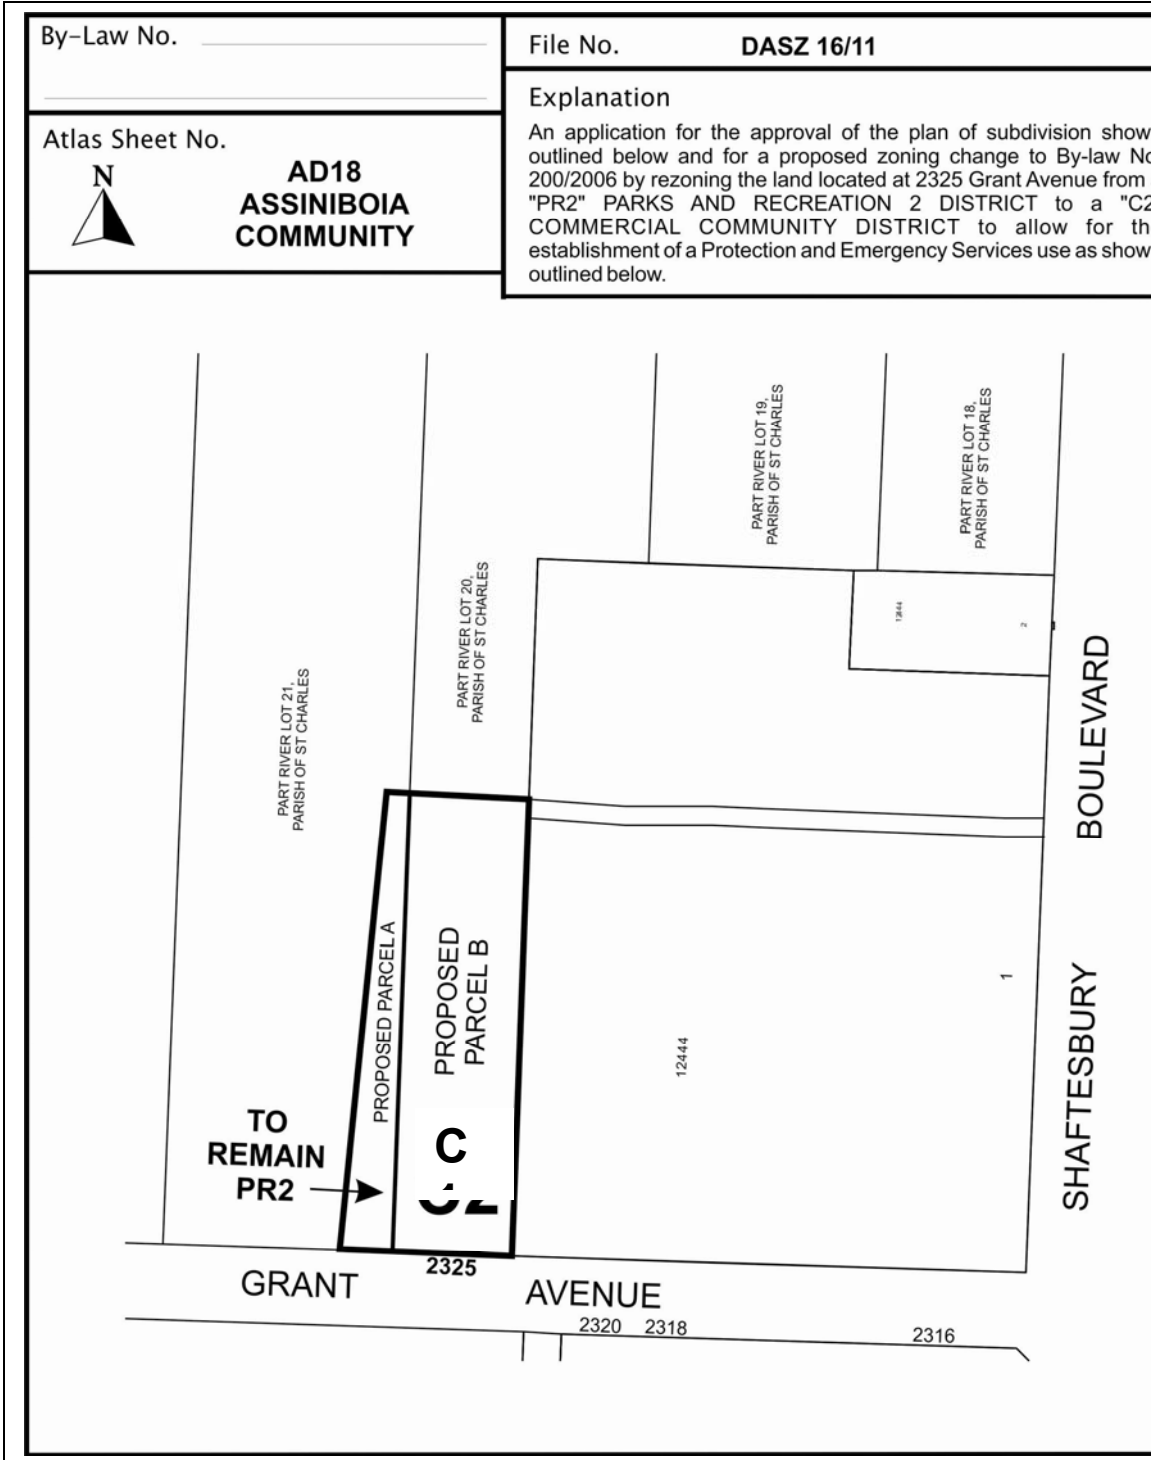 By-Law No.
File No. DASZ 16/11
Explanation
An application for the approval of the plan of subdivision show
outlined below and for a proposed zoning change to By-law No
200/2006 by rezoning the land located at 2325 Grant Avenue from
"PR2" PARKS AND RECREATION 2 DISTRICT to a "C2
COMMERCIAL COMMUNITY DISTRICT to allow for th
establishment of a Protection and Emergency Services use as show
outlined below.
Atlas Sheet No.
N
AD18
ASSINIBOIA
COMMUNITY
PART RIVER LOT 21,
PARISH OF ST CHARLES
PART RIVER LOT 20,
PARISH OF ST CHARLES
PART RIVER LOT 19,
PARISH OF ST CHARLES
PART RIVER LOT 18,
PARISH OF ST CHARLES
12444
2
PROPOSED PARCEL A
PROPOSED
PARCEL B
12444
1
SHAFTESBURY BOULEVARD
TO
REMAIN
PR2
C
2325
GRANT AVENUE
2320 2318 2316